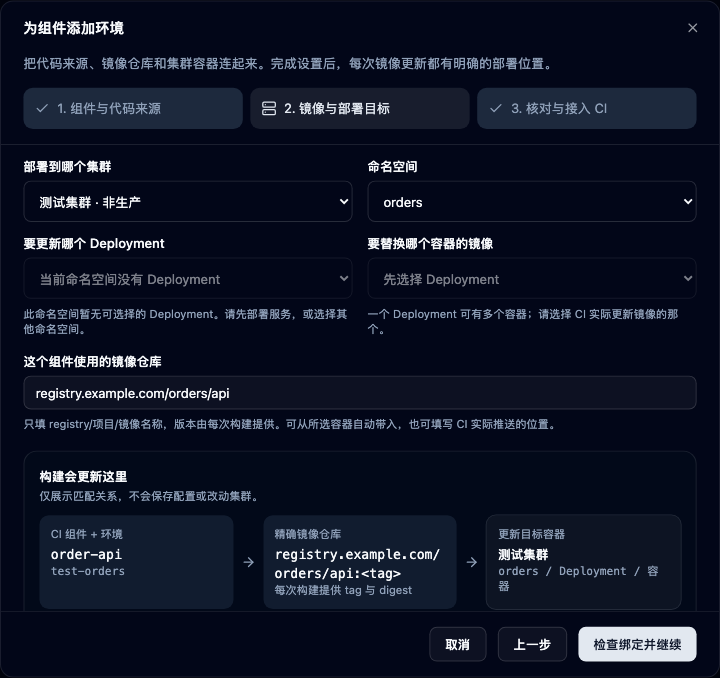 为组件添加环境
把代码来源、镜像仓库和集群容器连起来。完成设置后，每次镜像更新都有明确的部署位置。
1. 组件与代码来源
2. 镜像与部署目标
3. 核对与接入 CI
部署到哪个集群
命名空间
测试集群 · 非生产
orders
要更新哪个 Deployment
要替换哪个容器的镜像
当前命名空间没有 Deployment
先选择 Deployment
此命名空间暂无可选择的 Deployment。请先部署服务，或选择其
他命名空间。
一个 Deployment 可有多个容器；请选择 CI 实际更新镜像的那
个。
这个组件使用的镜像仓库
registry.example.com/orders/api
只填 registry/项目/镜像名称，版本由每次构建提供。可从所选容器自动带入，也可填写 CI 实际推送的位置。
构建会更新这里
仅展示匹配关系，不会保存配置或改动集群。
CI 组件 + 环境
order-api
test-orders
精确镜像仓库
registry.example.com/
orders/api:<tag>
每次构建提供 tag 与 digest
更新目标容器
测试集群
orders / Deployment / 容
器
取消
上一步
检查绑定并继续